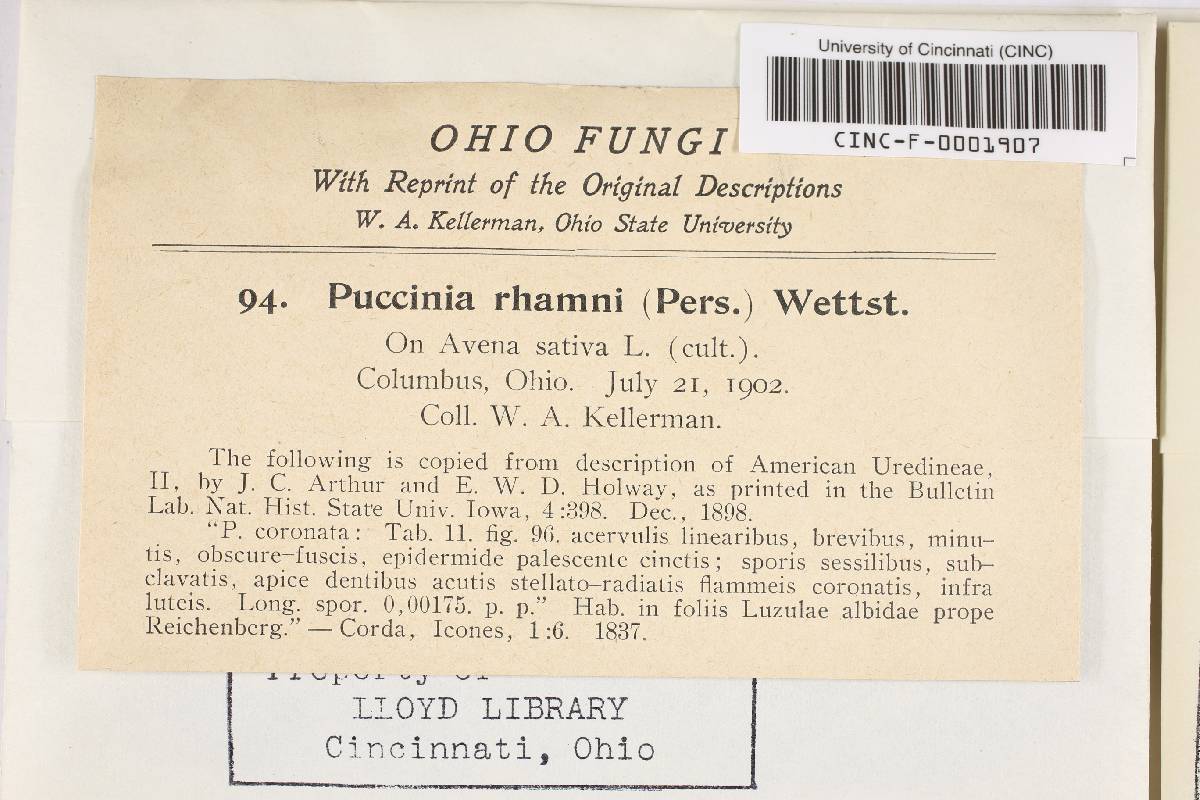 University of Cincinnati (CINC)
CINC-F-0001907
OHIO FUNGI
With Reprint of the Original Descriptions
W. A. Kellerman, Ohio State University
94. Puccinia rhamni (Pers.) Wettst.
On Avena sativa L. (cult.).
Columbus, Ohio. July 21, 1902.
Coll. W. A. Kellerman.
The following is copied from description of American Uredineae,
II, by J. C. Arthur and E. W. D. Holway, as printed in the Bulletin
Lab. Nat. Hist. State Univ. Iowa, 4:398. Dec., 1898.
“P. coronata: Tab. 11. fig. 96. acervulis linearibus, brevibus, minu-
tis, obscure-fuscis, epidermide palescente cinctis; sporis sessilibus, sub-
clavatis, apice dentibus acutis stellato-radiatis flammeis coronatis, infra
luteis. Long. spor. 0,00175. p. p.” Hab. in foliis Luzulae albidae prope
Reichenberg.” — Corda, Icones, 1:6. 1837.
Property of
LLOYD LIBRARY
Cincinnati, Ohio